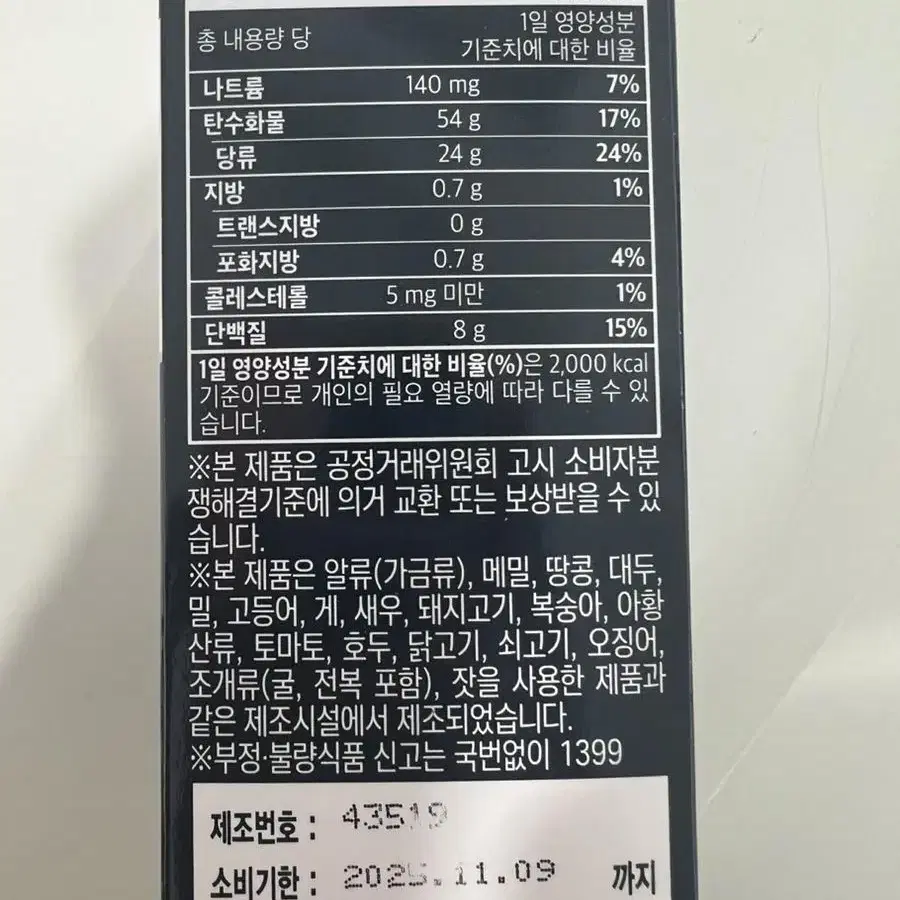 총 내용량 당
1일 영양성분
기준치에 대한 비율
나트륨 140 mg 7%
탄수화물 54 g 17%
당류 24 g 24%
지방 0.7 g 1%
트랜스지방 0 g
포화지방 0.7 g 4%
콜레스테롤 5 mg 미만 1%
단백질 8 g 15%
1일 영양성분 기준치에 대한 비율(%)은 2,000 kcal
기준이므로 개인의 필요 열량에 따라 다를 수 있
습니다.
※본 제품은 공정거래위원회 고시 소비자분
쟁해결기준에 의거 교환 또는 보상받을 수 있
습니다.
※본 제품은 알류(가금류), 메밀, 땅콩, 대두,
밀, 고등어, 게, 새우, 돼지고기, 복숭아, 아황
산류, 토마토, 호두, 닭고기, 쇠고기, 오징어,
조개류(굴, 전복 포함), 잣을 사용한 제품과
같은 제조시설에서 제조되었습니다.
※부정·불량식품 신고는 국번없이 1399
제조번호 : 43519
소비기한 : 2025.11.09 까지